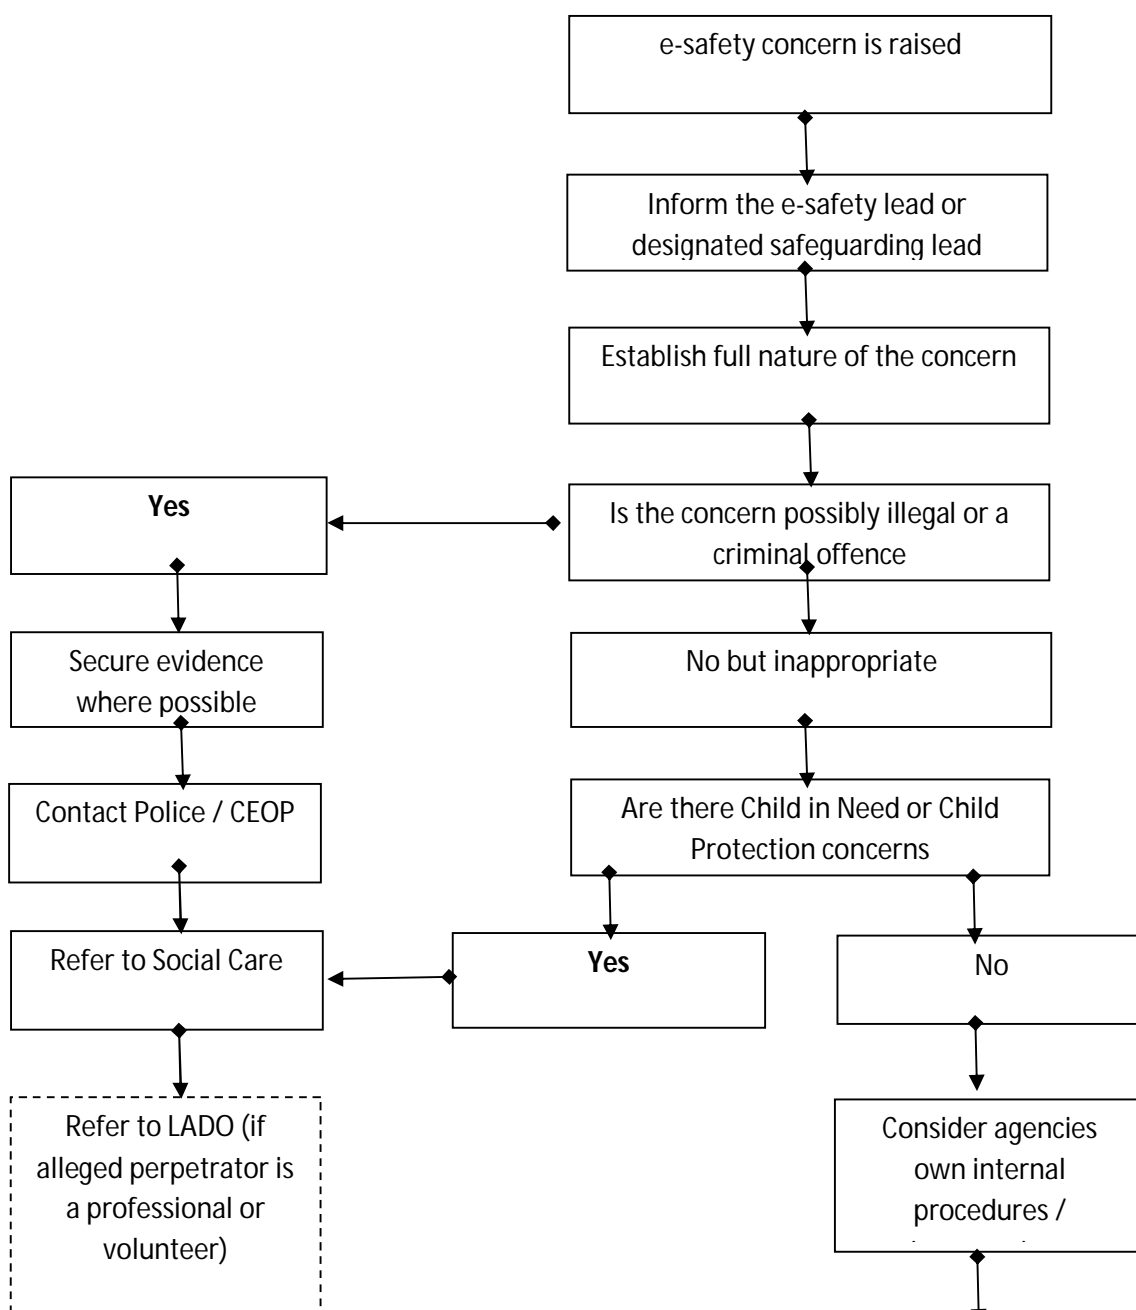 e-safety concern is raised
Inform the e-safety lead or
designated safeguarding lead
Establish full nature of the concern
Is the concern possibly illegal or a
criminal offence
Yes
Secure evidence
where possible
Contact Police / CEOP
Refer to Social Care
Refer to LADO (if
alleged perpetrator is
a professional or
volunteer)
No but inappropriate
Are there Child in Need or Child
Protection concerns
Yes
No
Consider agencies
own internal
procedures /